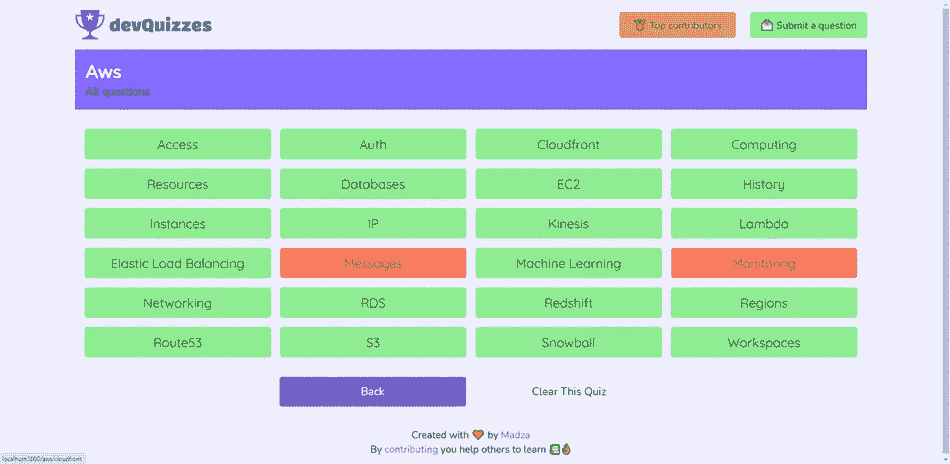 devQuizzes
Top contributors
Submit a question
Aws
All questions
Access
Auth
Cloudfront
Computing
Resources
Databases
EC2
History
Instances
IP
Kinesis
Lambda
Elastic Load Balancing
Messages
Machine Learning
Monitoring
Networking
RDS
Redshift
Regions
Route53
S3
Snowball
Workspaces
Back
Clear This Quiz
Created with by Madza
By contributing you help others to learn
localhost:3000/aws/cloudfront